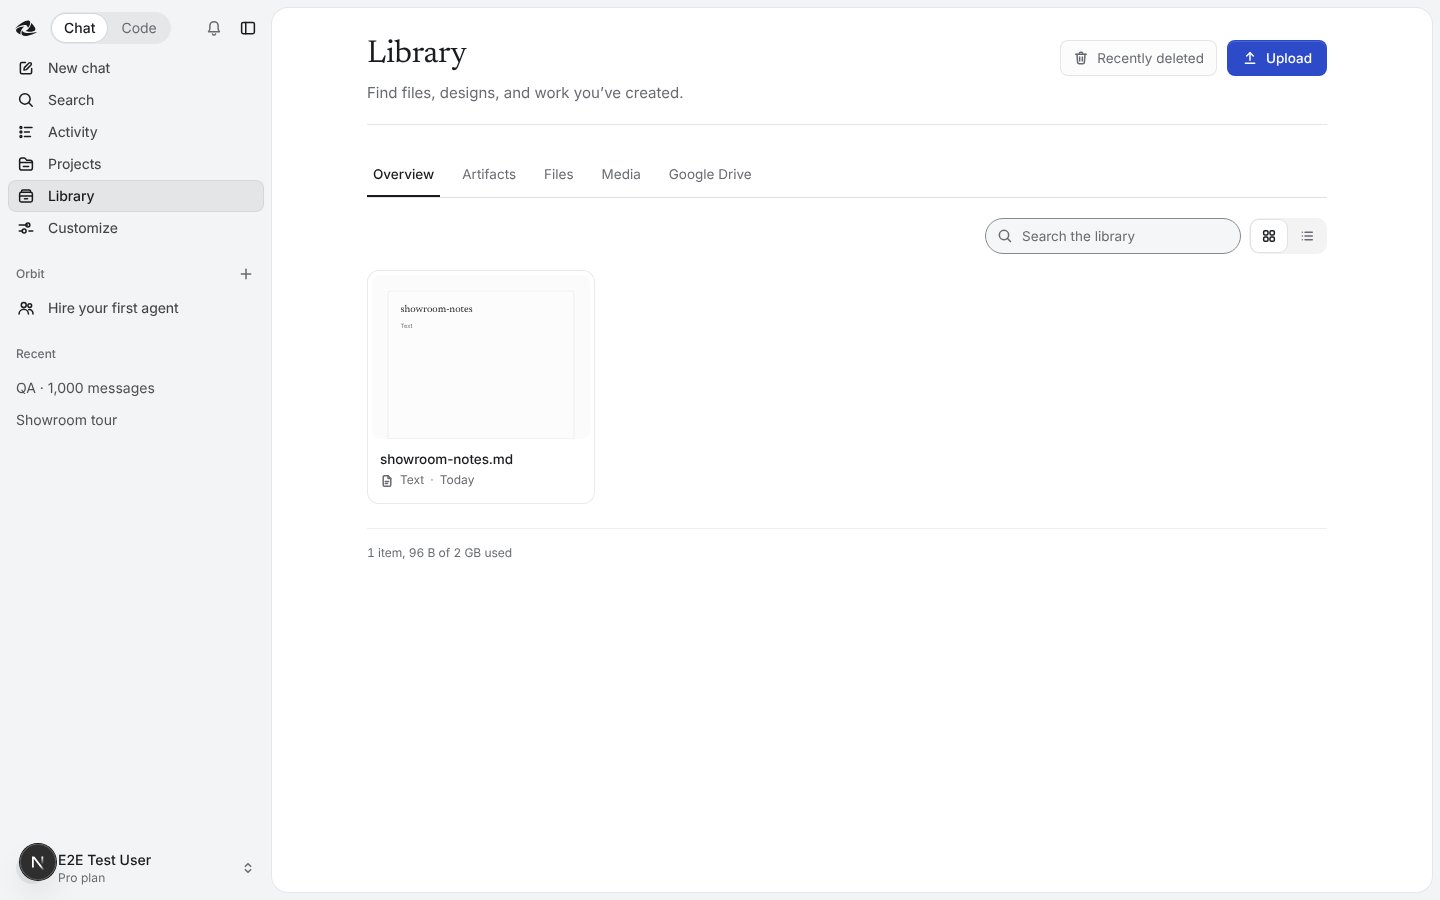 Chat Code
New chat
Search
Activity
Projects
Library
Customize
Orbit
Hire your first agent
Recent
QA · 1,000 messages
Showroom tour
N
E2E Test User
Pro plan
Library
Find files, designs, and work you’ve created.
Recently deleted
Upload
Overview Artifacts Files Media Google Drive
Search the library
showroom-notes
Text
showroom-notes.md
Text · Today
1 item, 96 B of 2 GB used